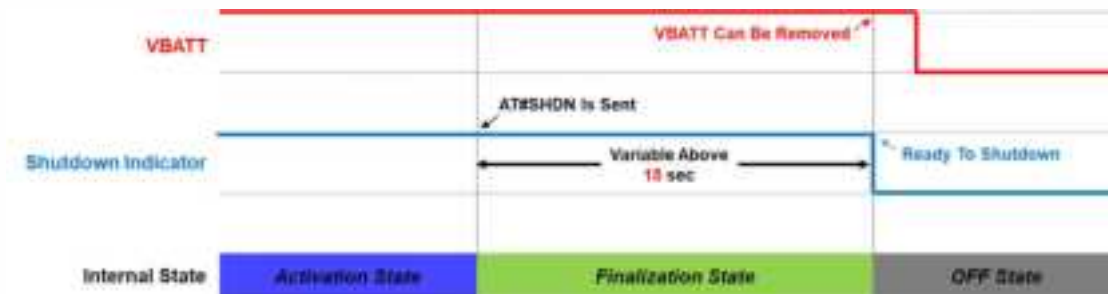 VBATT
VBATT Can Be Removed
AT#SHDN Is Sent
Shutdown Indicator
Variable Above
15 sec
Ready To Shutdown
Internal State
Activation State
Finalization State
OFF State